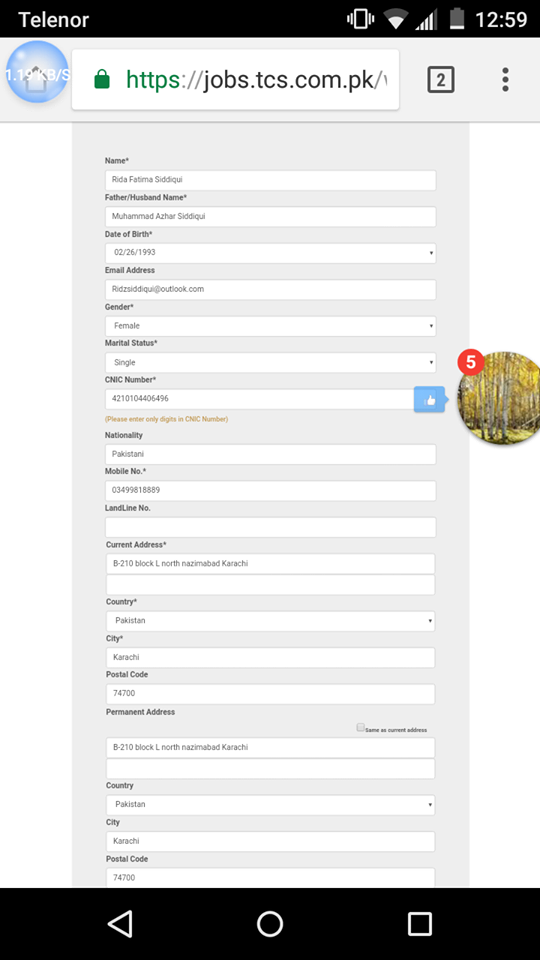 Telenor
12:59
1.19 KB/S
https://jobs.tcs.com.pk/
2
Name*
Rida Fatima Siddiqui
Father/Husband Name*
Muhammad Azhar Siddiqui
Date of Birth*
02/26/1993
Email Address
Ridzsiddiqui@outlook.com
Gender*
Female
Marital Status*
Single
5
CNIC Number*
4210104406496
(Please enter only digits in CNIC Number)
Nationality
Pakistani
Mobile No.*
03499818889
LandLine No.
Current Address*
B-210 block L north nazimabad Karachi
Country*
Pakistan
City*
Karachi
Postal Code
74700
Permanent Address
Same as current address
B-210 block L north nazimabad Karachi
Country
Pakistan
City
Karachi
Postal Code
74700